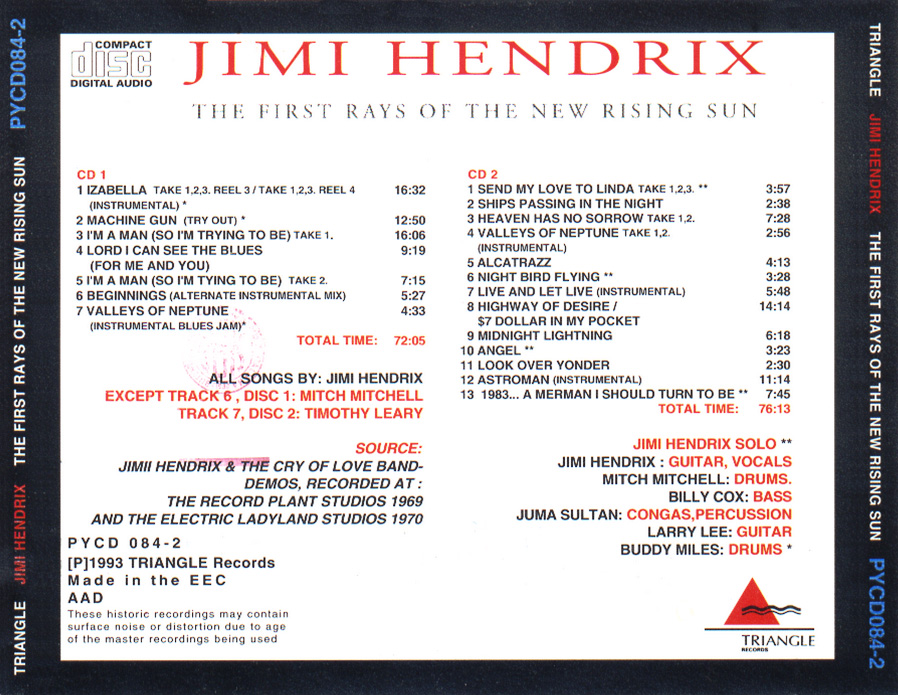 COMPACT
disc
DIGITAL AUDIO
JIMI HENDRIX
THE FIRST RAYS OF THE NEW RISING SUN
CD 1
1 IZABELLA TAKE 1,2,3. REEL 3 / TAKE 1,2,3. REEL 4 16:32
(INSTRUMENTAL) *
2 MACHINE GUN (TRY OUT) * 12:50
3 I'M A MAN (SO I'M TRYING TO BE) TAKE 1. 16:06
4 LORD I CAN SEE THE BLUES 9:19
(FOR ME AND YOU)
5 I'M A MAN (SO I'M TYING TO BE) TAKE 2. 7:15
6 BEGINNINGS (ALTERNATE INSTRUMENTAL MIX) 5:27
7 VALLEYS OF NEPTUNE 4:33
(INSTRUMENTAL BLUES JAM)*
TOTAL TIME: 72:05
ALL SONGS BY: JIMI HENDRIX
EXCEPT TRACK 6 , DISC 1: MITCH MITCHELL
TRACK 7, DISC 2: TIMOTHY LEARY
SOURCE:
JIMII HENDRIX & THE CRY OF LOVE BAND-
DEMOS, RECORDED AT :
THE RECORD PLANT STUDIOS 1969
AND THE ELECTRIC LADYLAND STUDIOS 1970
PYCD 084-2
[P]1993 TRIANGLE Records
Made in the EEC
AAD
These historic recordings may contain
surface noise or distortion due to age
of the master recordings being used
CD 2
1 SEND MY LOVE TO LINDA TAKE 1,2,3. ** 3:57
2 SHIPS PASSING IN THE NIGHT 2:38
3 HEAVEN HAS NO SORROW TAKE 1,2. 7:28
4 VALLEYS OF NEPTUNE TAKE 1,2. 2:56
(INSTRUMENTAL)
5 ALCATRAZZ 4:13
6 NIGHT BIRD FLYING ** 3:28
7 LIVE AND LET LIVE (INSTRUMENTAL) 5:48
8 HIGHWAY OF DESIRE / 14:14
$7 DOLLAR IN MY POCKET
9 MIDNIGHT LIGHTNING 6:18
10 ANGEL ** 3:23
11 LOOK OVER YONDER 2:30
12 ASTROMAN (INSTRUMENTAL) 11:14
13 1983... A MERMAN I SHOULD TURN TO BE ** 7:45
TOTAL TIME: 76:13
JIMI HENDRIX SOLO **
JIMI HENDRIX : GUITAR, VOCALS
MITCH MITCHELL: DRUMS.
BILLY COX: BASS
JUMA SULTAN: CONGAS,PERCUSSION
LARRY LEE: GUITAR
BUDDY MILES: DRUMS *
TRIANGLE
RECORDS
TRIANGLE JIMI HENDRIX THE FIRST RAYS OF THE NEW RISING SUN PYCD084-2
TRIANGLE JIMI HENDRIX THE FIRST RAYS OF THE NEW RISING SUN PYCD084-2